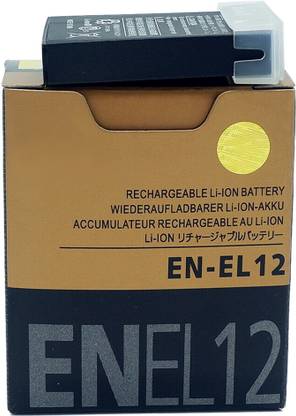 RECHARGEABLE LI-ION BATTERY
WIEDERAUFLADBARER LI-ION-AKKU
ACCUMULATEUR RECHARGEABLE AU LI-ION
LI-ION リチャージャブルバッテリー
EN-EL12
ENEL12